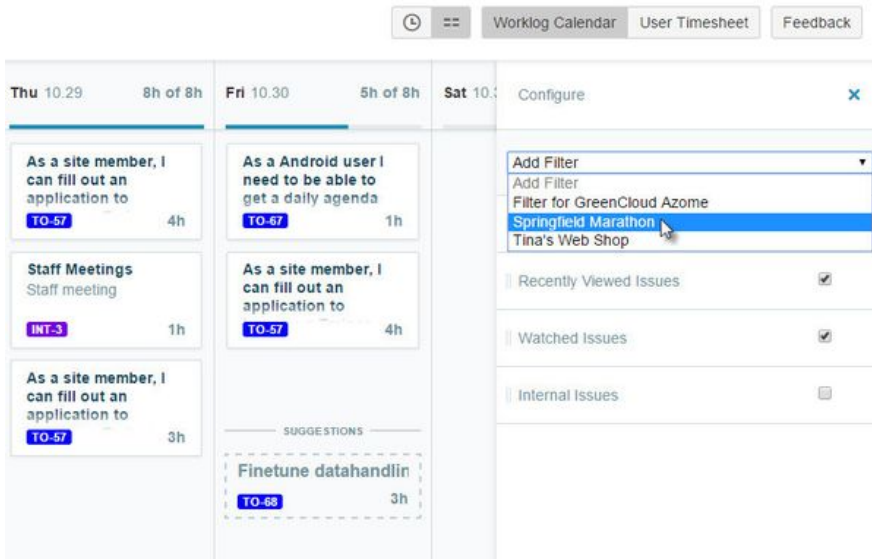 Worklog Calendar User Timesheet Feedback
Thu 10.29 8h of 8h
As a site member, I
can fill out an
application to
TO-57 4h
Staff Meetings
Staff meeting
INT-3 1h
As a site member, I
can fill out an
application to
TO-57 3h
Fri 10.30 5h of 8h
As a Android user I
need to be able to
get a daily agenda
TO-67 1h
As a site member, I
can fill out an
application to
TO-57 4h
SUGGESTIONS
Finetune datahandlin
TO-68 3h
Sat 10.3
Configure
Add Filter
Add Filter
Filter for GreenCloud Azome
Springfield Marathon
Tina's Web Shop
Recently Viewed Issues
Watched Issues
Internal Issues